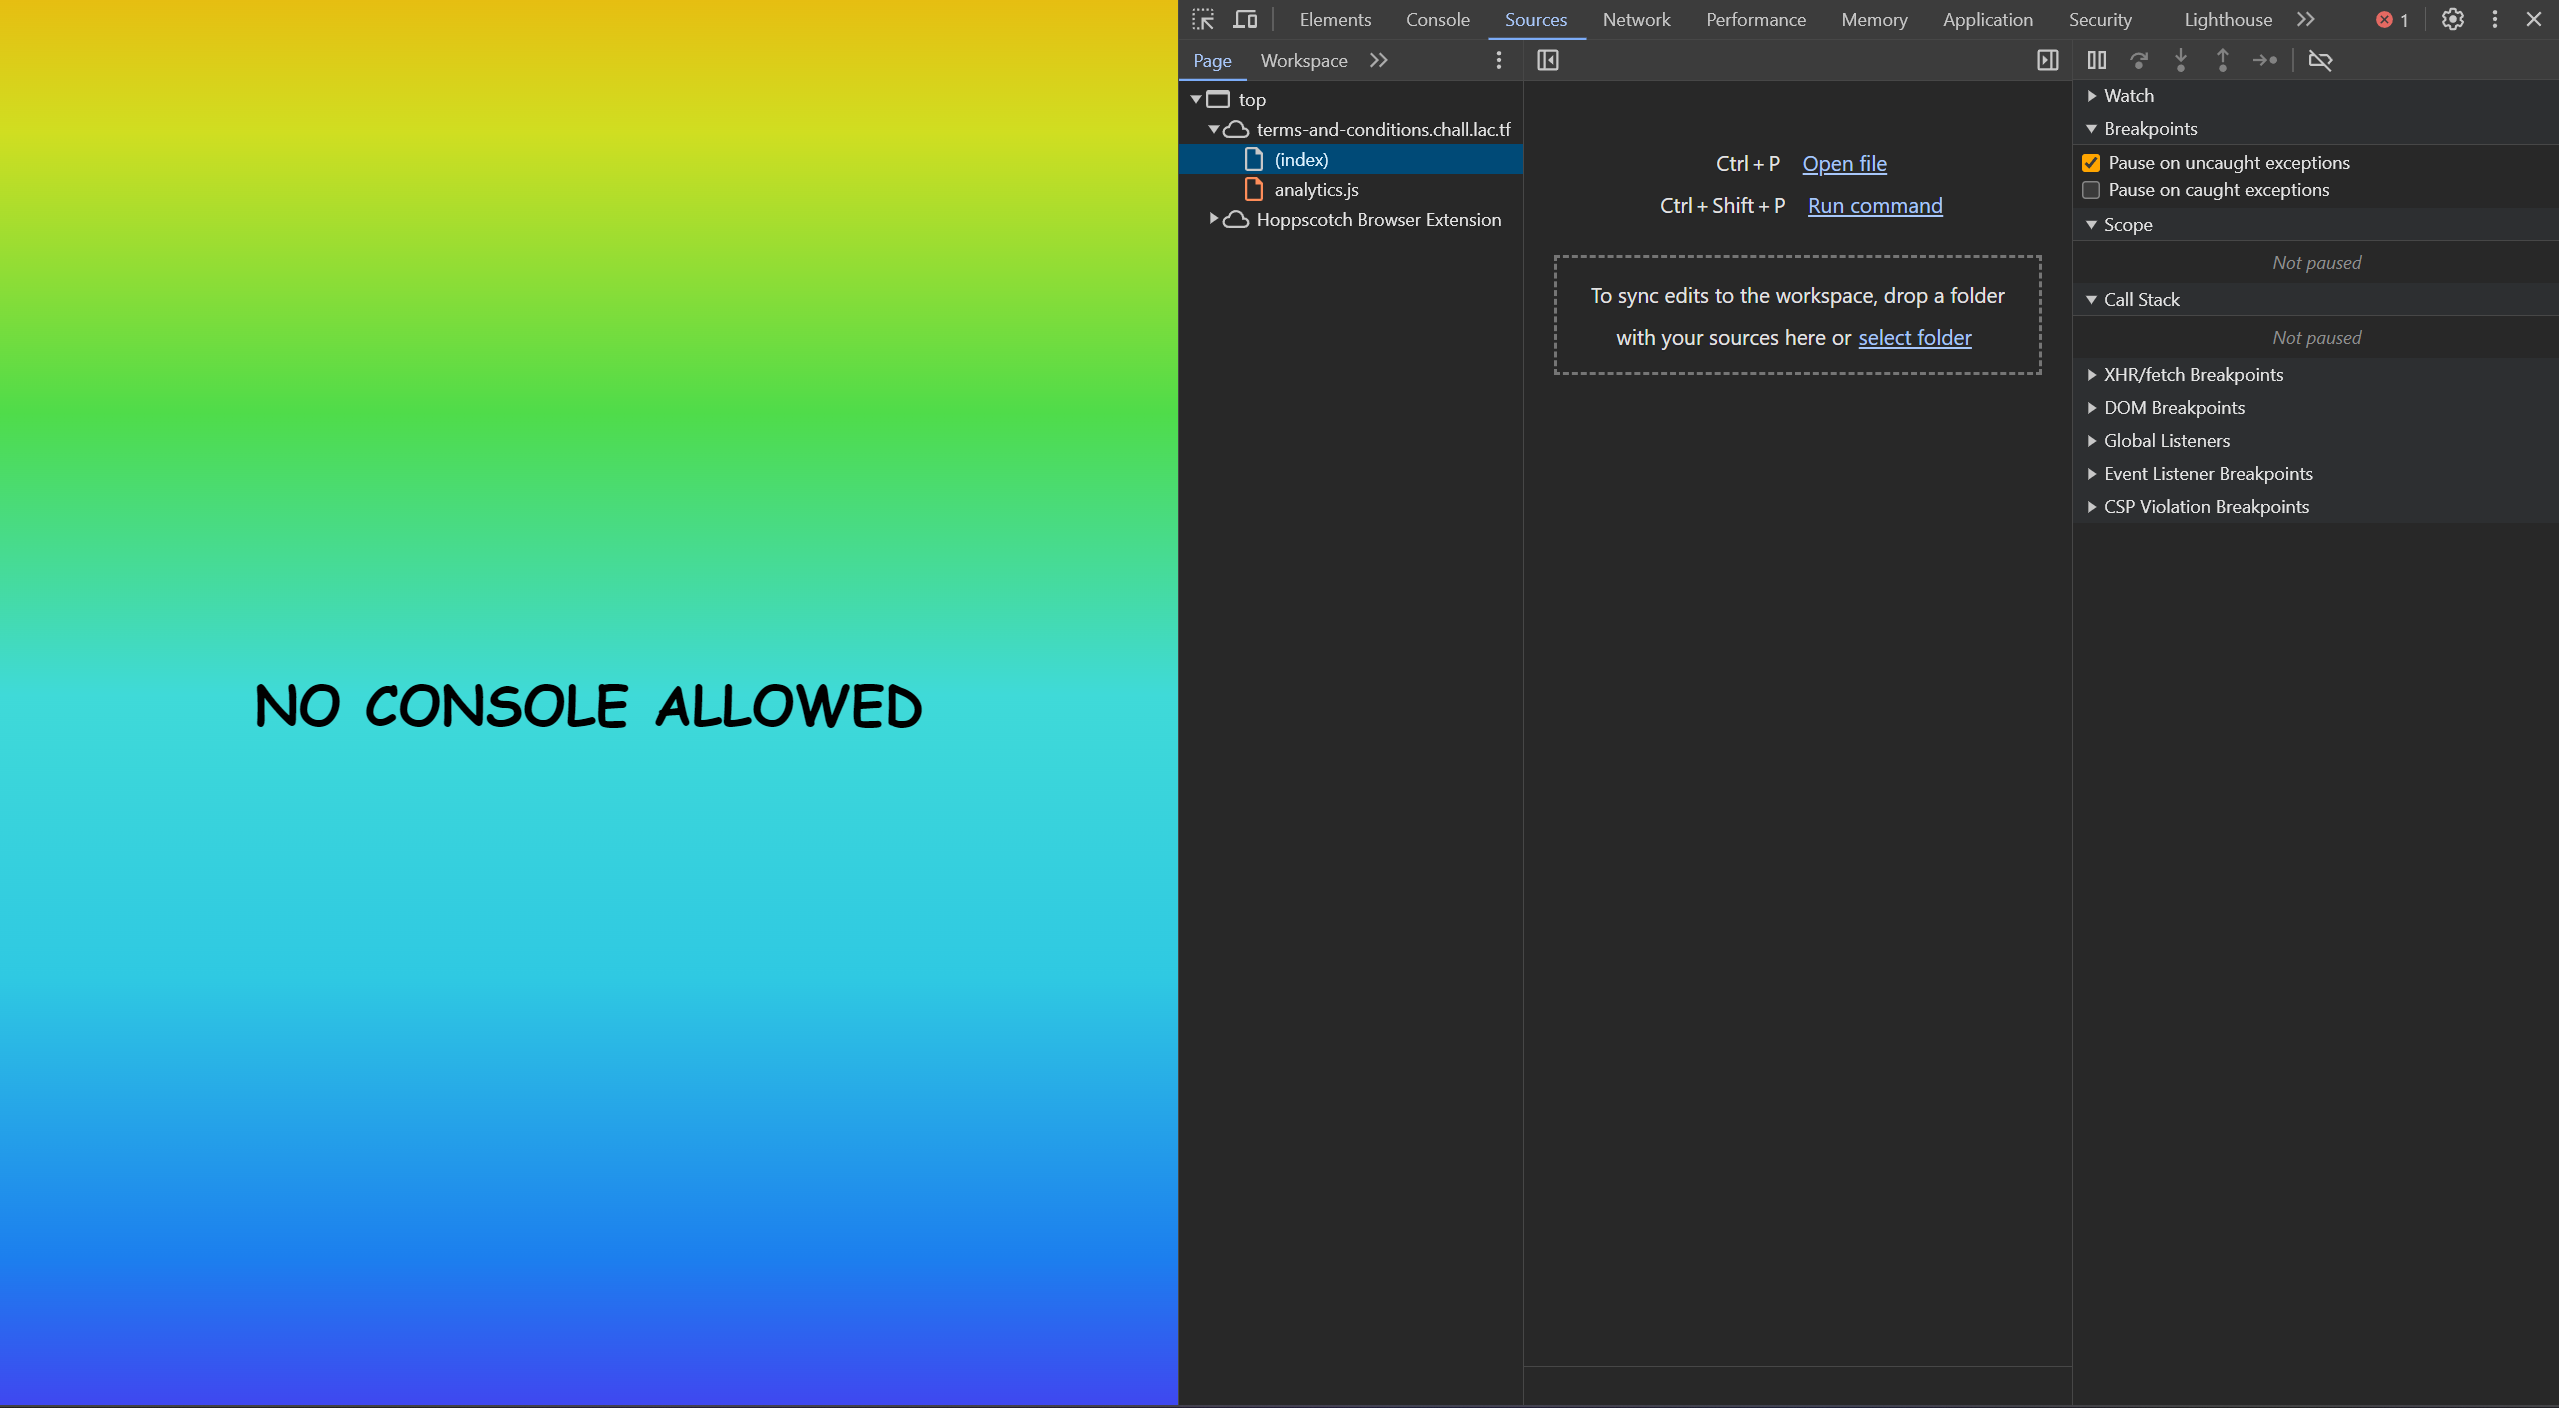 NO CONSOLE ALLOWED
Elements Console Sources Network Performance Memory Application Security Lighthouse 1
Page Workspace
top
terms-and-conditions.chall.lac.tf
(index)
analytics.js
Hoppscotch Browser Extension
Ctrl + P Open file
Ctrl + Shift + P Run command
To sync edits to the workspace, drop a folder
with your sources here or select folder
Watch
Breakpoints
Pause on uncaught exceptions
Pause on caught exceptions
Scope
Not paused
Call Stack
Not paused
XHR/fetch Breakpoints
DOM Breakpoints
Global Listeners
Event Listener Breakpoints
CSP Violation Breakpoints